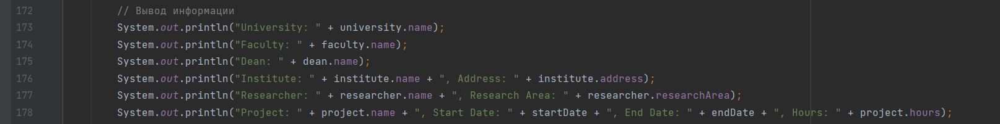 172 // Вывод информации
173 System.out.println("University: " + university.name);
174 System.out.println("Faculty: " + faculty.name);
175 System.out.println("Dean: " + dean.name);
176 System.out.println("Institute: " + institute.name + ", Address: " + institute.address);
177 System.out.println("Researcher: " + researcher.name + ", Research Area: " + researcher.researchArea);
178 System.out.println("Project: " + project.name + ", Start Date: " + startDate + ", End Date: " + endDate + ", Hours: " + project.hours);